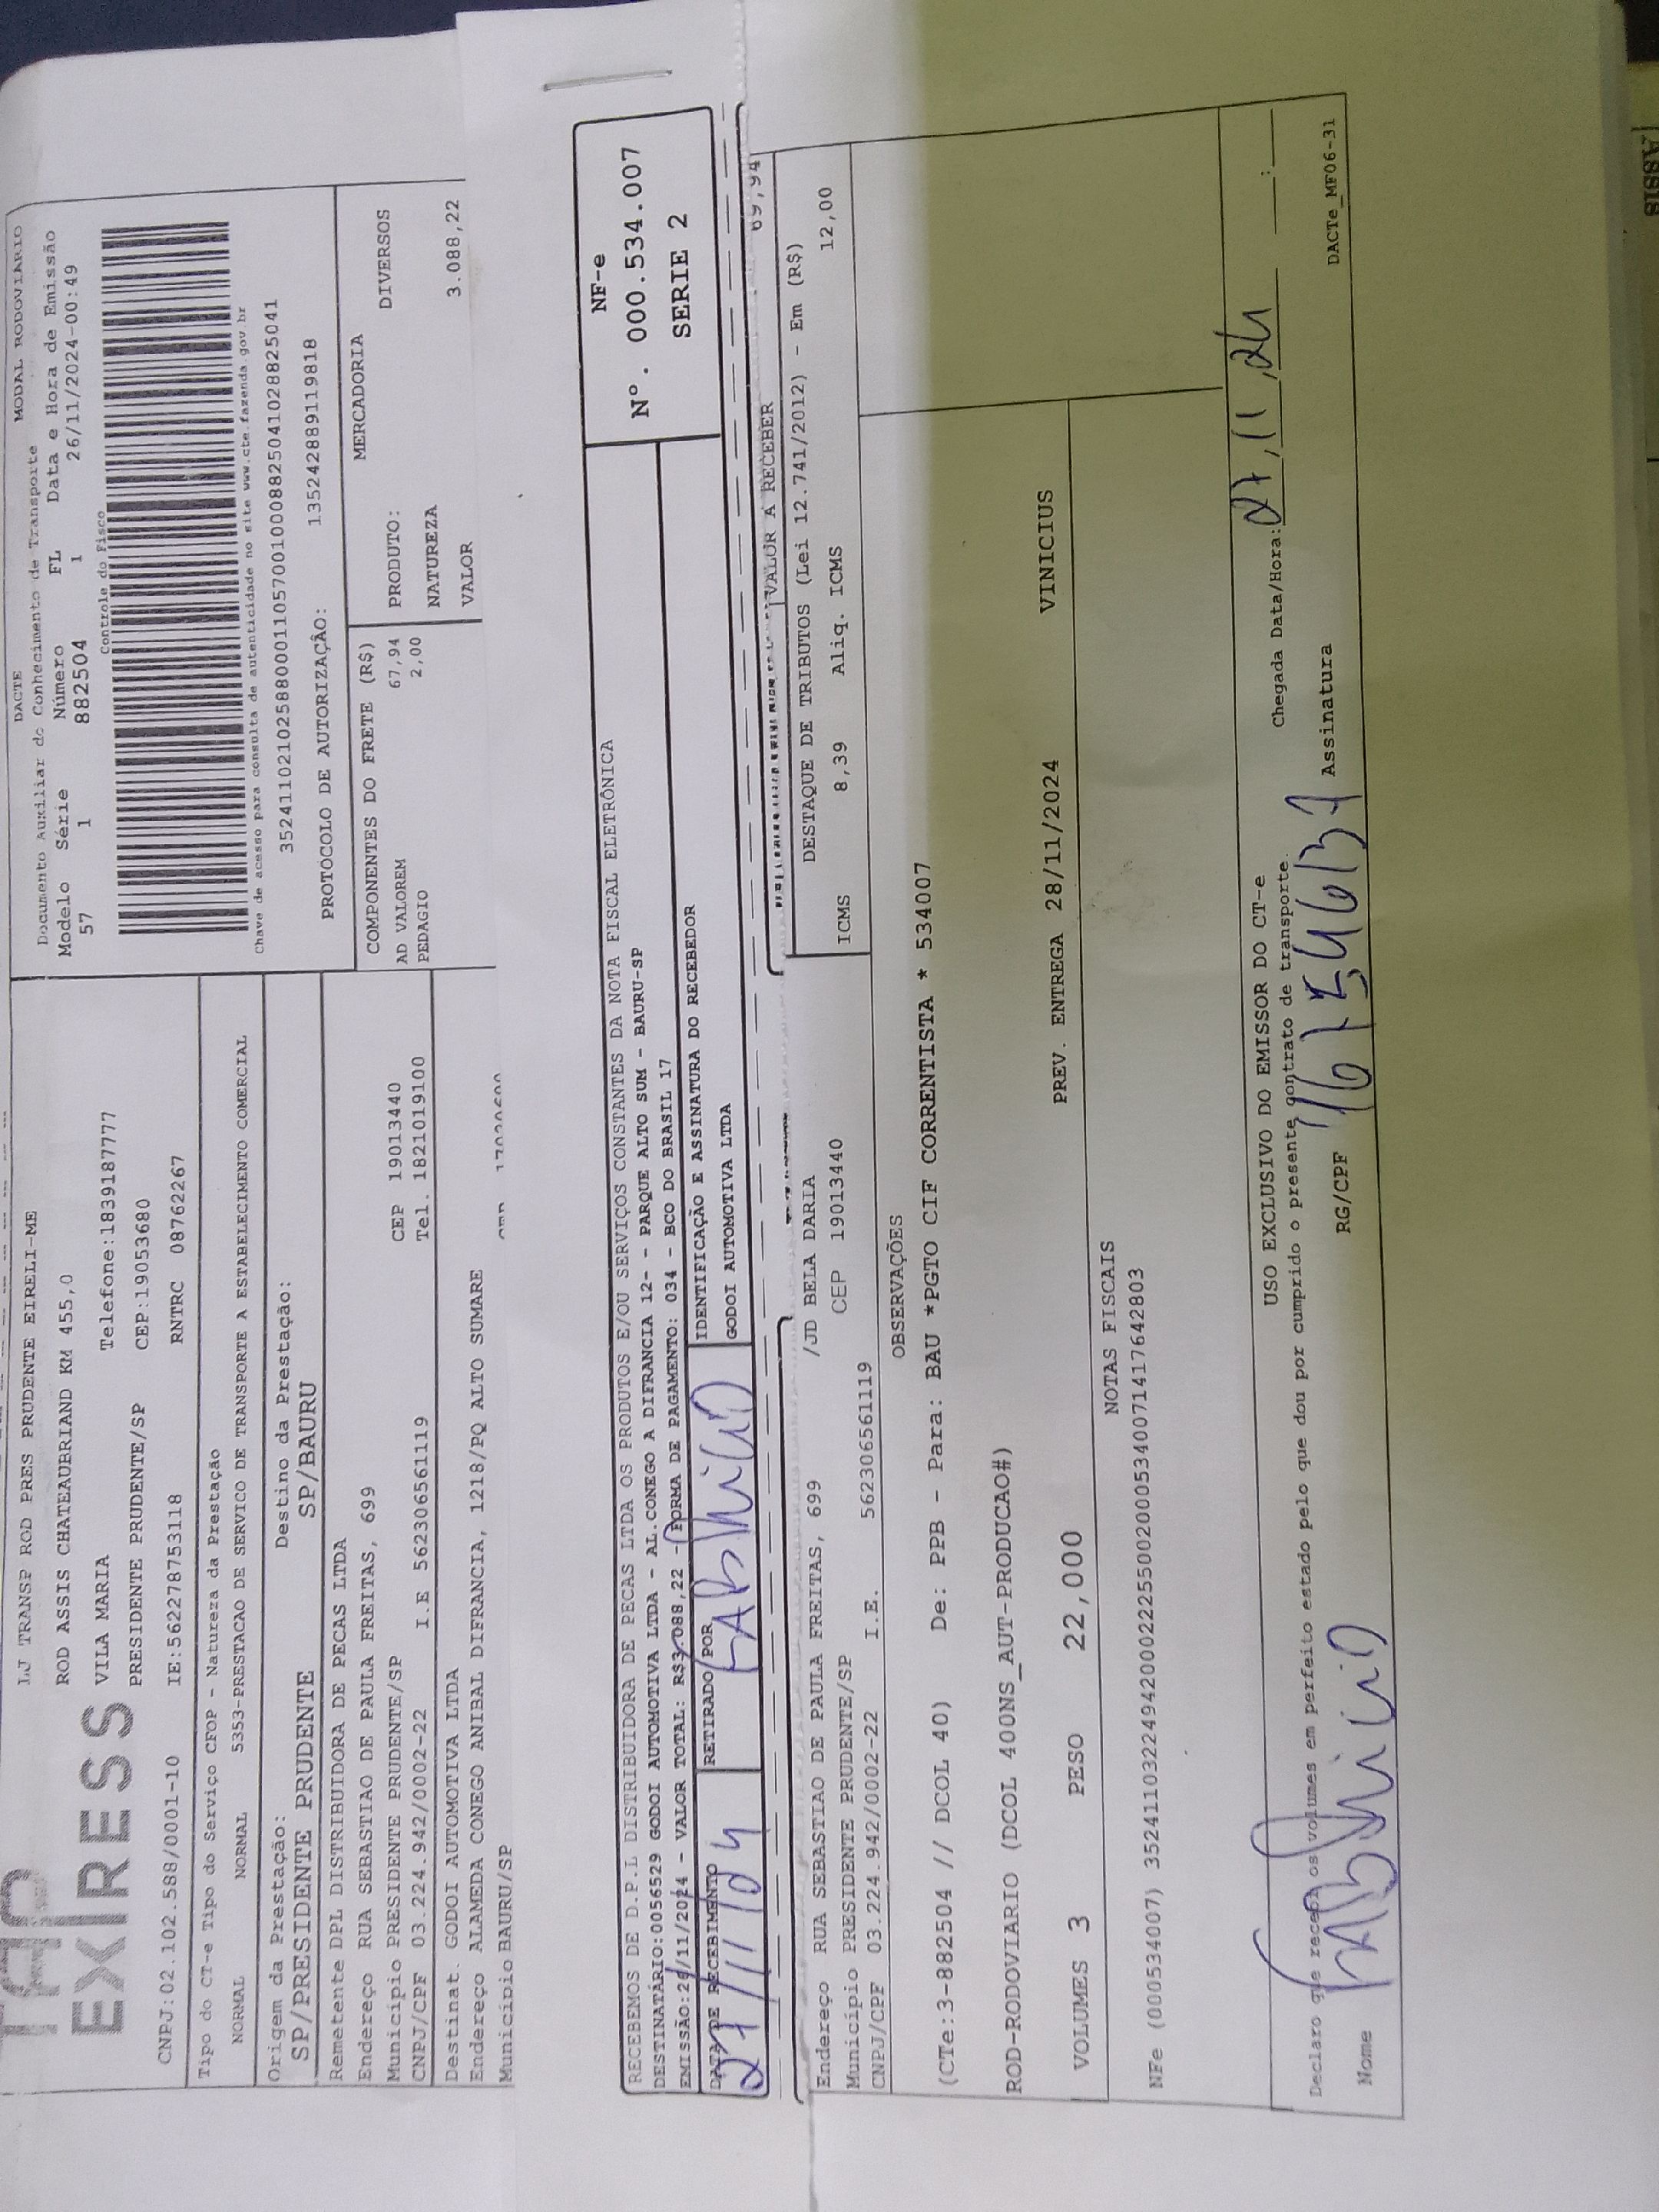 DACTE MODAL RODOVIARIO
Documento Auxiliar do Conhecimento de Transporte
Modelo Série Número FL Data e Hora de Emissão
57 1 882504 1 26/11/2024-00:49
Controle do Fisco
Chave de acesso para consulta de autenticidade no site www.cte.fazenda.gov.br
35241102102588000110570010008825041028825041
PROTOCOLO DE AUTORIZAÇÃO: 135242889119818
EXPRESS
LJ TRANSP ROD PRES PRUDENTE EIRELI-ME
ROD ASSIS CHATEAUBRIAND KM 455,0
VILA MARIA Telefone:1839187777
PRESIDENTE PRUDENTE/SP CEP:19053680
CNPJ:02.102.588/0001-10 IE:562278753118 RNTRC 08762267
Tipo do CT-e Tipo do Serviço CFOP - Natureza da Prestação
NORMAL NORMAL 5353-PRESTACAO DE SERVICO DE TRANSPORTE A ESTABELECIMENTO COMERCIAL
Origem da Prestação: Destino da Prestação:
SP/PRESIDENTE PRUDENTE SP/BAURU
Remetente DPL DISTRIBUIDORA DE PECAS LTDA
Endereço RUA SEBASTIAO DE PAULA FREITAS, 699
Município PRESIDENTE PRUDENTE/SP CEP 19013440
CNPJ/CPF 03.224.942/0002-22 I.E 562306561119 Tel. 1821019100
Destinat. GODOI AUTOMOTIVA LTDA
Endereço ALAMEDA CONEGO ANIBAL DIFRANCIA, 1218/PQ ALTO SUMARE
Município BAURU/SP
COMPONENTES DO FRETE (R$) MERCADORIA
AD VALOREM 67,94 PRODUTO: DIVERSOS
PEDAGIO 2,00 NATUREZA
VALOR 3.088,22
RECEBEMOS DE D.P.L DISTRIBUIDORA DE PECAS LTDA OS PRODUTOS E/OU SERVIÇOS CONSTANTES DA NOTA FISCAL ELETRÔNICA
DESTINATÁRIO:0056529 GODOI AUTOMOTIVA LTDA - AL.CONEGO A DIFRANCIA 12- - PARQUE ALTO SUM - BAURU-SP
EMISSÃO:26/11/2024 - VALOR TOTAL: R$3.088,22 - FORMA DE PAGAMENTO: 034 - BCO DO BRASIL 17
DATA DE RECEBIMENTO RETIRADO POR IDENTIFICAÇÃO E ASSINATURA DO RECEBEDOR
27/11/04 FABRICIO GODOI AUTOMOTIVA LTDA
NF-e
Nº. 000.534.007
SERIE 2
VALOR A RECEBER 69,94
DESTAQUE DE TRIBUTOS (Lei 12.741/2012) - Em (R$)
ICMS 8,39 Aliq. ICMS 12,00
Endereço RUA SEBASTIAO DE PAULA FREITAS, 699 /JD BELA DARIA
Município PRESIDENTE PRUDENTE/SP CEP 19013440
CNPJ/CPF 03.224.942/0002-22 I.E. 562306561119
OBSERVAÇÕES
(CTe:3-882504 // DCOL 40) De: PPB - Para: BAU *PGTO CIF CORRENTISTA * 534007
ROD-RODOVIARIO (DCOL 400NS_AUT-PRODUCAO#)
VOLUMES 3 PESO 22,000 PREV. ENTREGA 28/11/2024 VINICIUS
NOTAS FISCAIS
NFe (000534007) 35241103224942000222550020005340071417642803
USO EXCLUSIVO DO EMISSOR DO CT-e
Declaro que recebi os volumes em perfeito estado pelo que dou por cumprido o presente contrato de transporte.
Chegada Data/Hora: 27/11/24 __:__
Nome FABRICIO RG/CPF Assinatura
DACTe_MF06-31
ASSIS